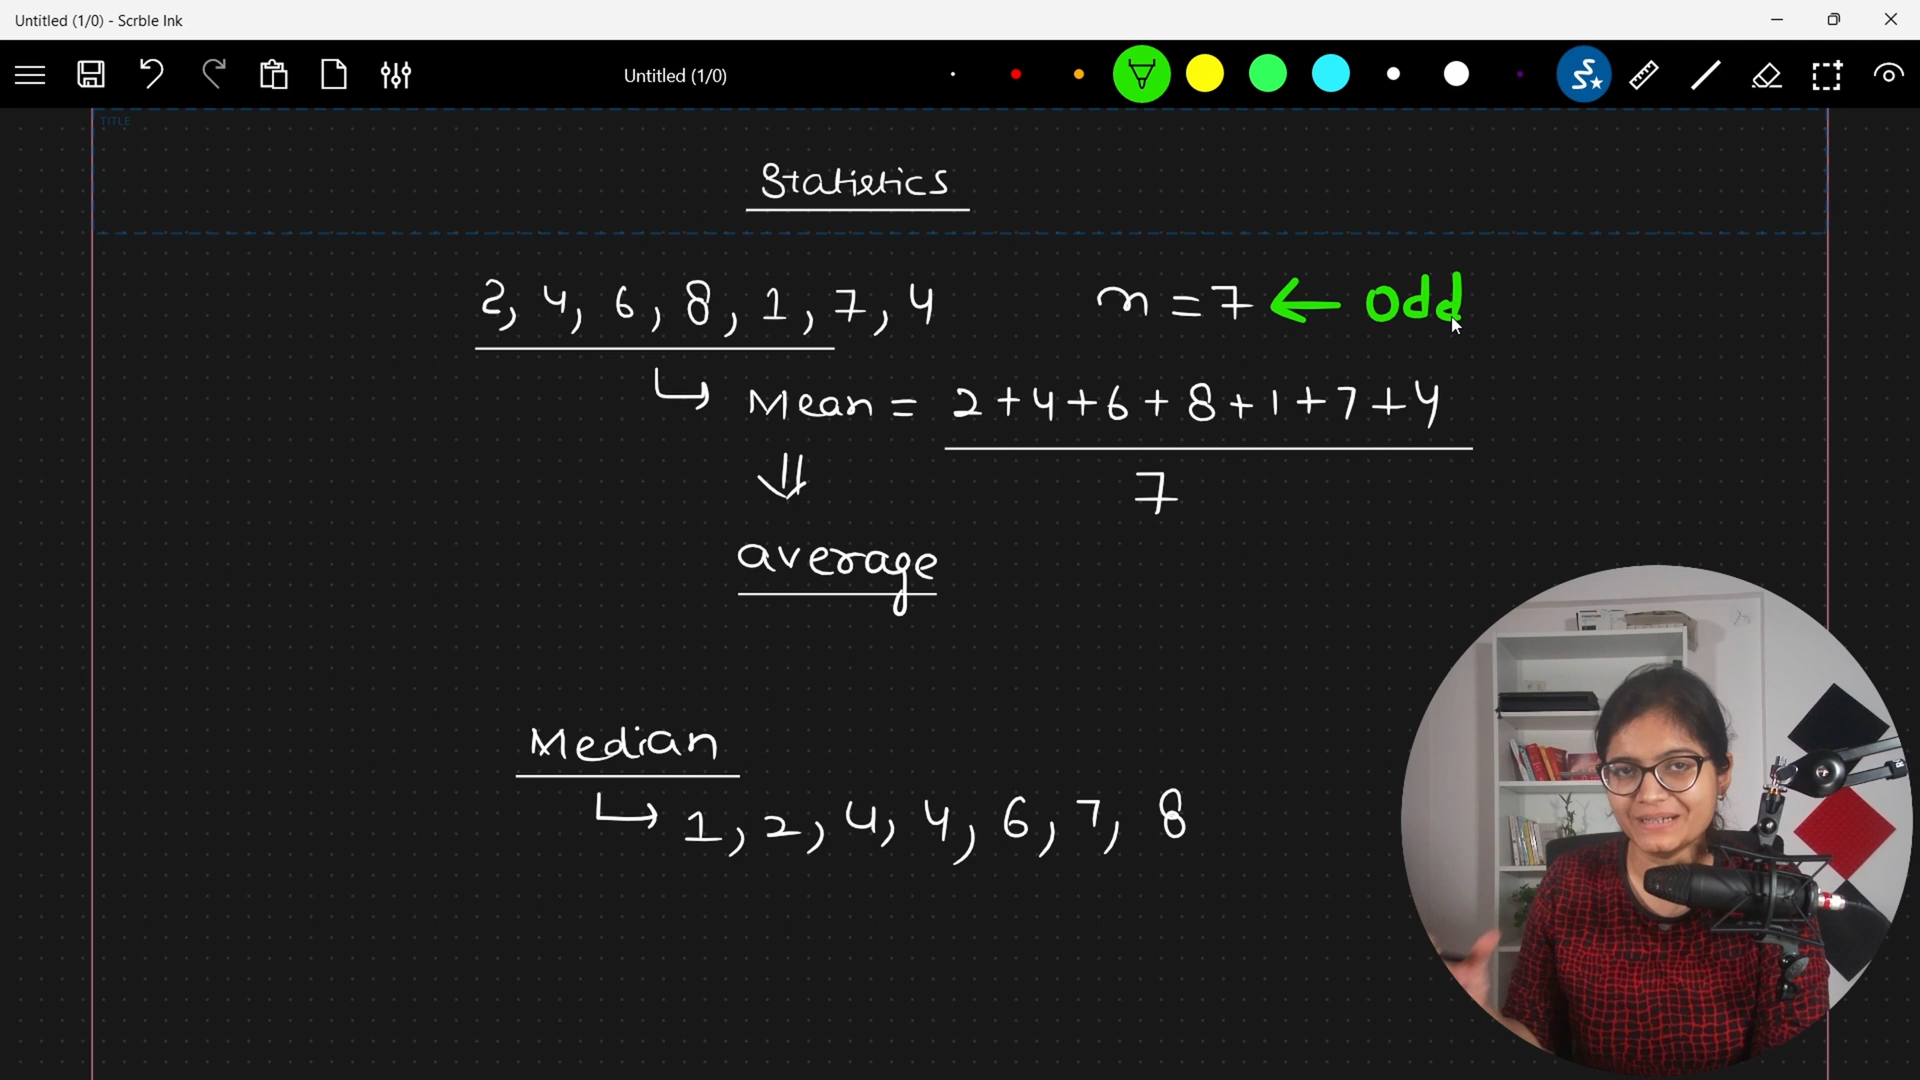 Untitled (1/0) - Scrble Ink
Untitled (1/0)
TITLE
Statistics
2, 4, 6, 8, 1, 7, 4 n = 7 ← Odd
↳ Mean = 2+4+6+8+1+7+4
7
⇓
average
Median
↳ 1, 2, 4, 4, 6, 7, 8